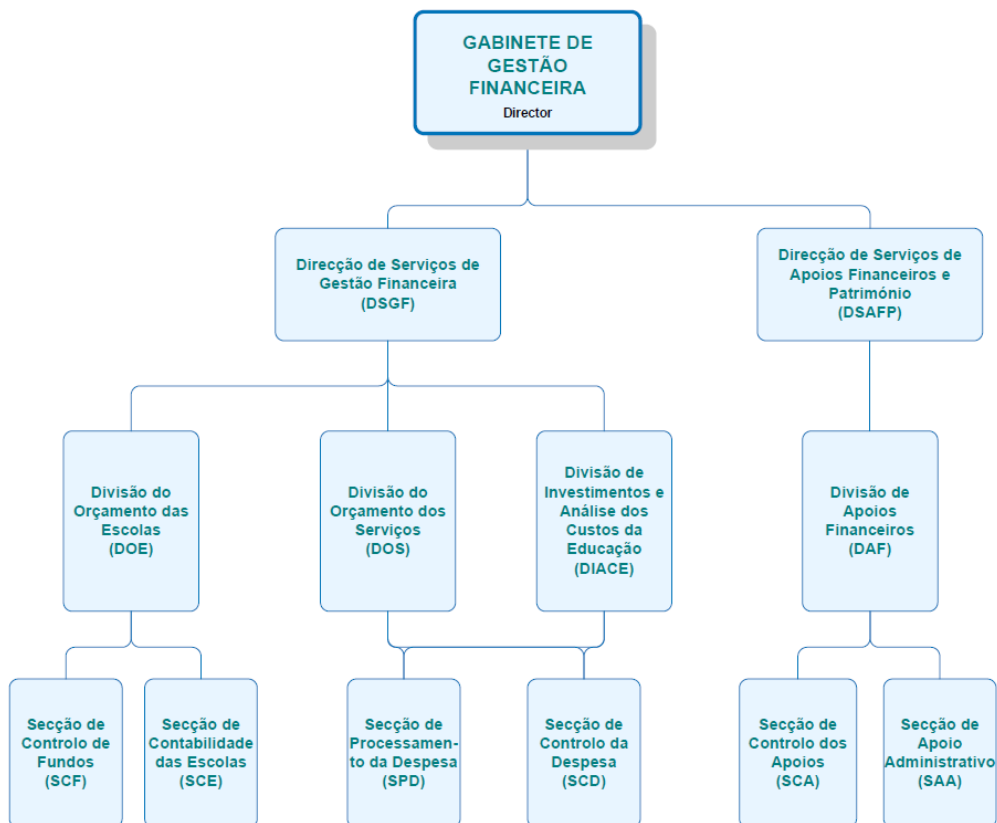 GABINETE DE
GESTÃO
FINANCEIRA
Director
Direcção de Serviços de
Gestão Financeira
(DSGF)
Direcção de Serviços de
Apoios Financeiros e
Património
(DSAFP)
Divisão do
Orçamento das
Escolas
(DOE)
Divisão do
Orçamento dos
Serviços
(DOS)
Divisão de
Investimentos e
Análise dos
Custos da
Educação
(DIACE)
Divisão de
Apoios
Financeiros
(DAF)
Secção de
Controlo de
Fundos
(SCF)
Secção de
Contabilidade
das Escolas
(SCE)
Secção de
Processamen-
to da Despesa
(SPD)
Secção de
Controlo da
Despesa
(SCD)
Secção de
Controlo dos
Apoios
(SCA)
Secção de
Apoio
Administrativo
(SAA)